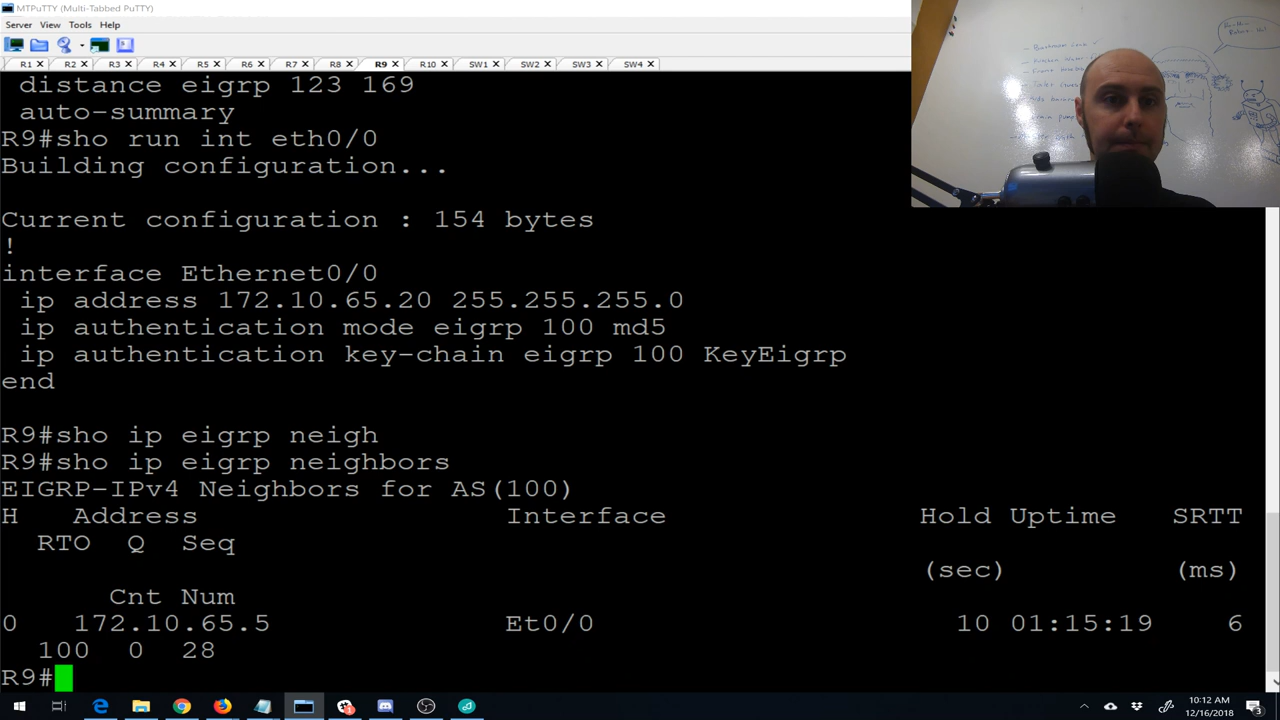 MTPuTTY (Multi-Tabbed PuTTY)
Server View Tools Help
R1 R2 R3 R4 R5 R6 R7 R8 R9 R10 SW1 SW2 SW3 SW4
distance eigrp 123 169
auto-summary
R9#sho run int eth0/0
Building configuration...
Current configuration : 154 bytes
!
interface Ethernet0/0
ip address 172.10.65.20 255.255.255.0
ip authentication mode eigrp 100 md5
ip authentication key-chain eigrp 100 KeyEigrp
end
R9#sho ip eigrp neigh
R9#sho ip eigrp neighbors
EIGRP-IPv4 Neighbors for AS(100)
H Address Interface Hold Uptime SRTT
RTO Q Seq
(sec) (ms)
Cnt Num
0 172.10.65.5 Et0/0 10 01:15:19 6
100 0 28
R9#
10:12 AM
12/16/2018
3